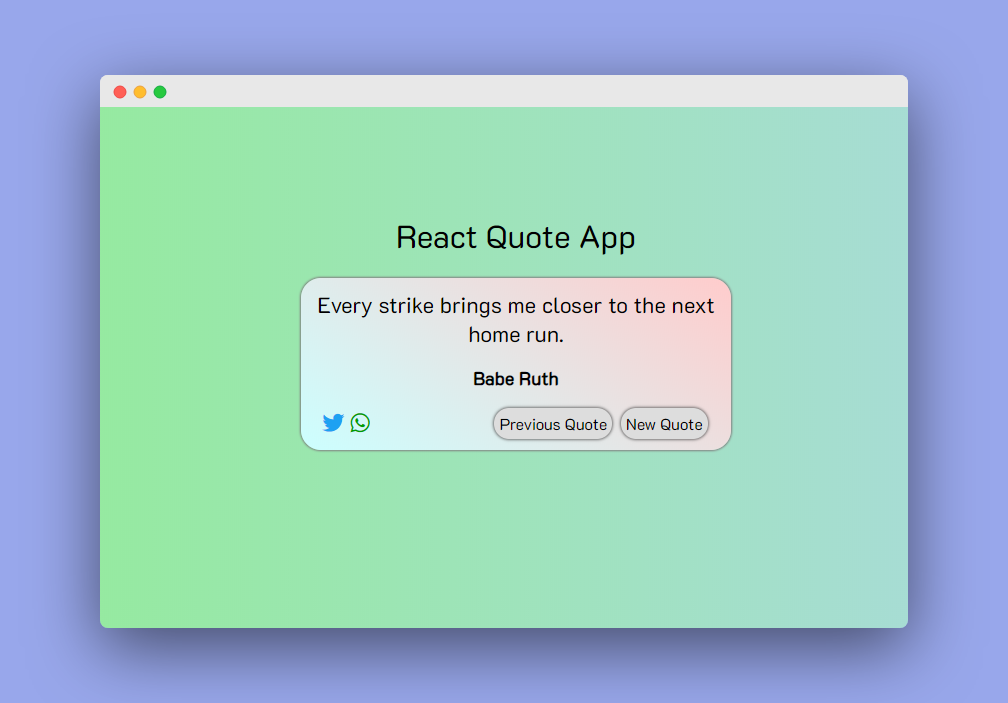 React Quote App
Every strike brings me closer to the next
home run.
Babe Ruth
Previous Quote New Quote